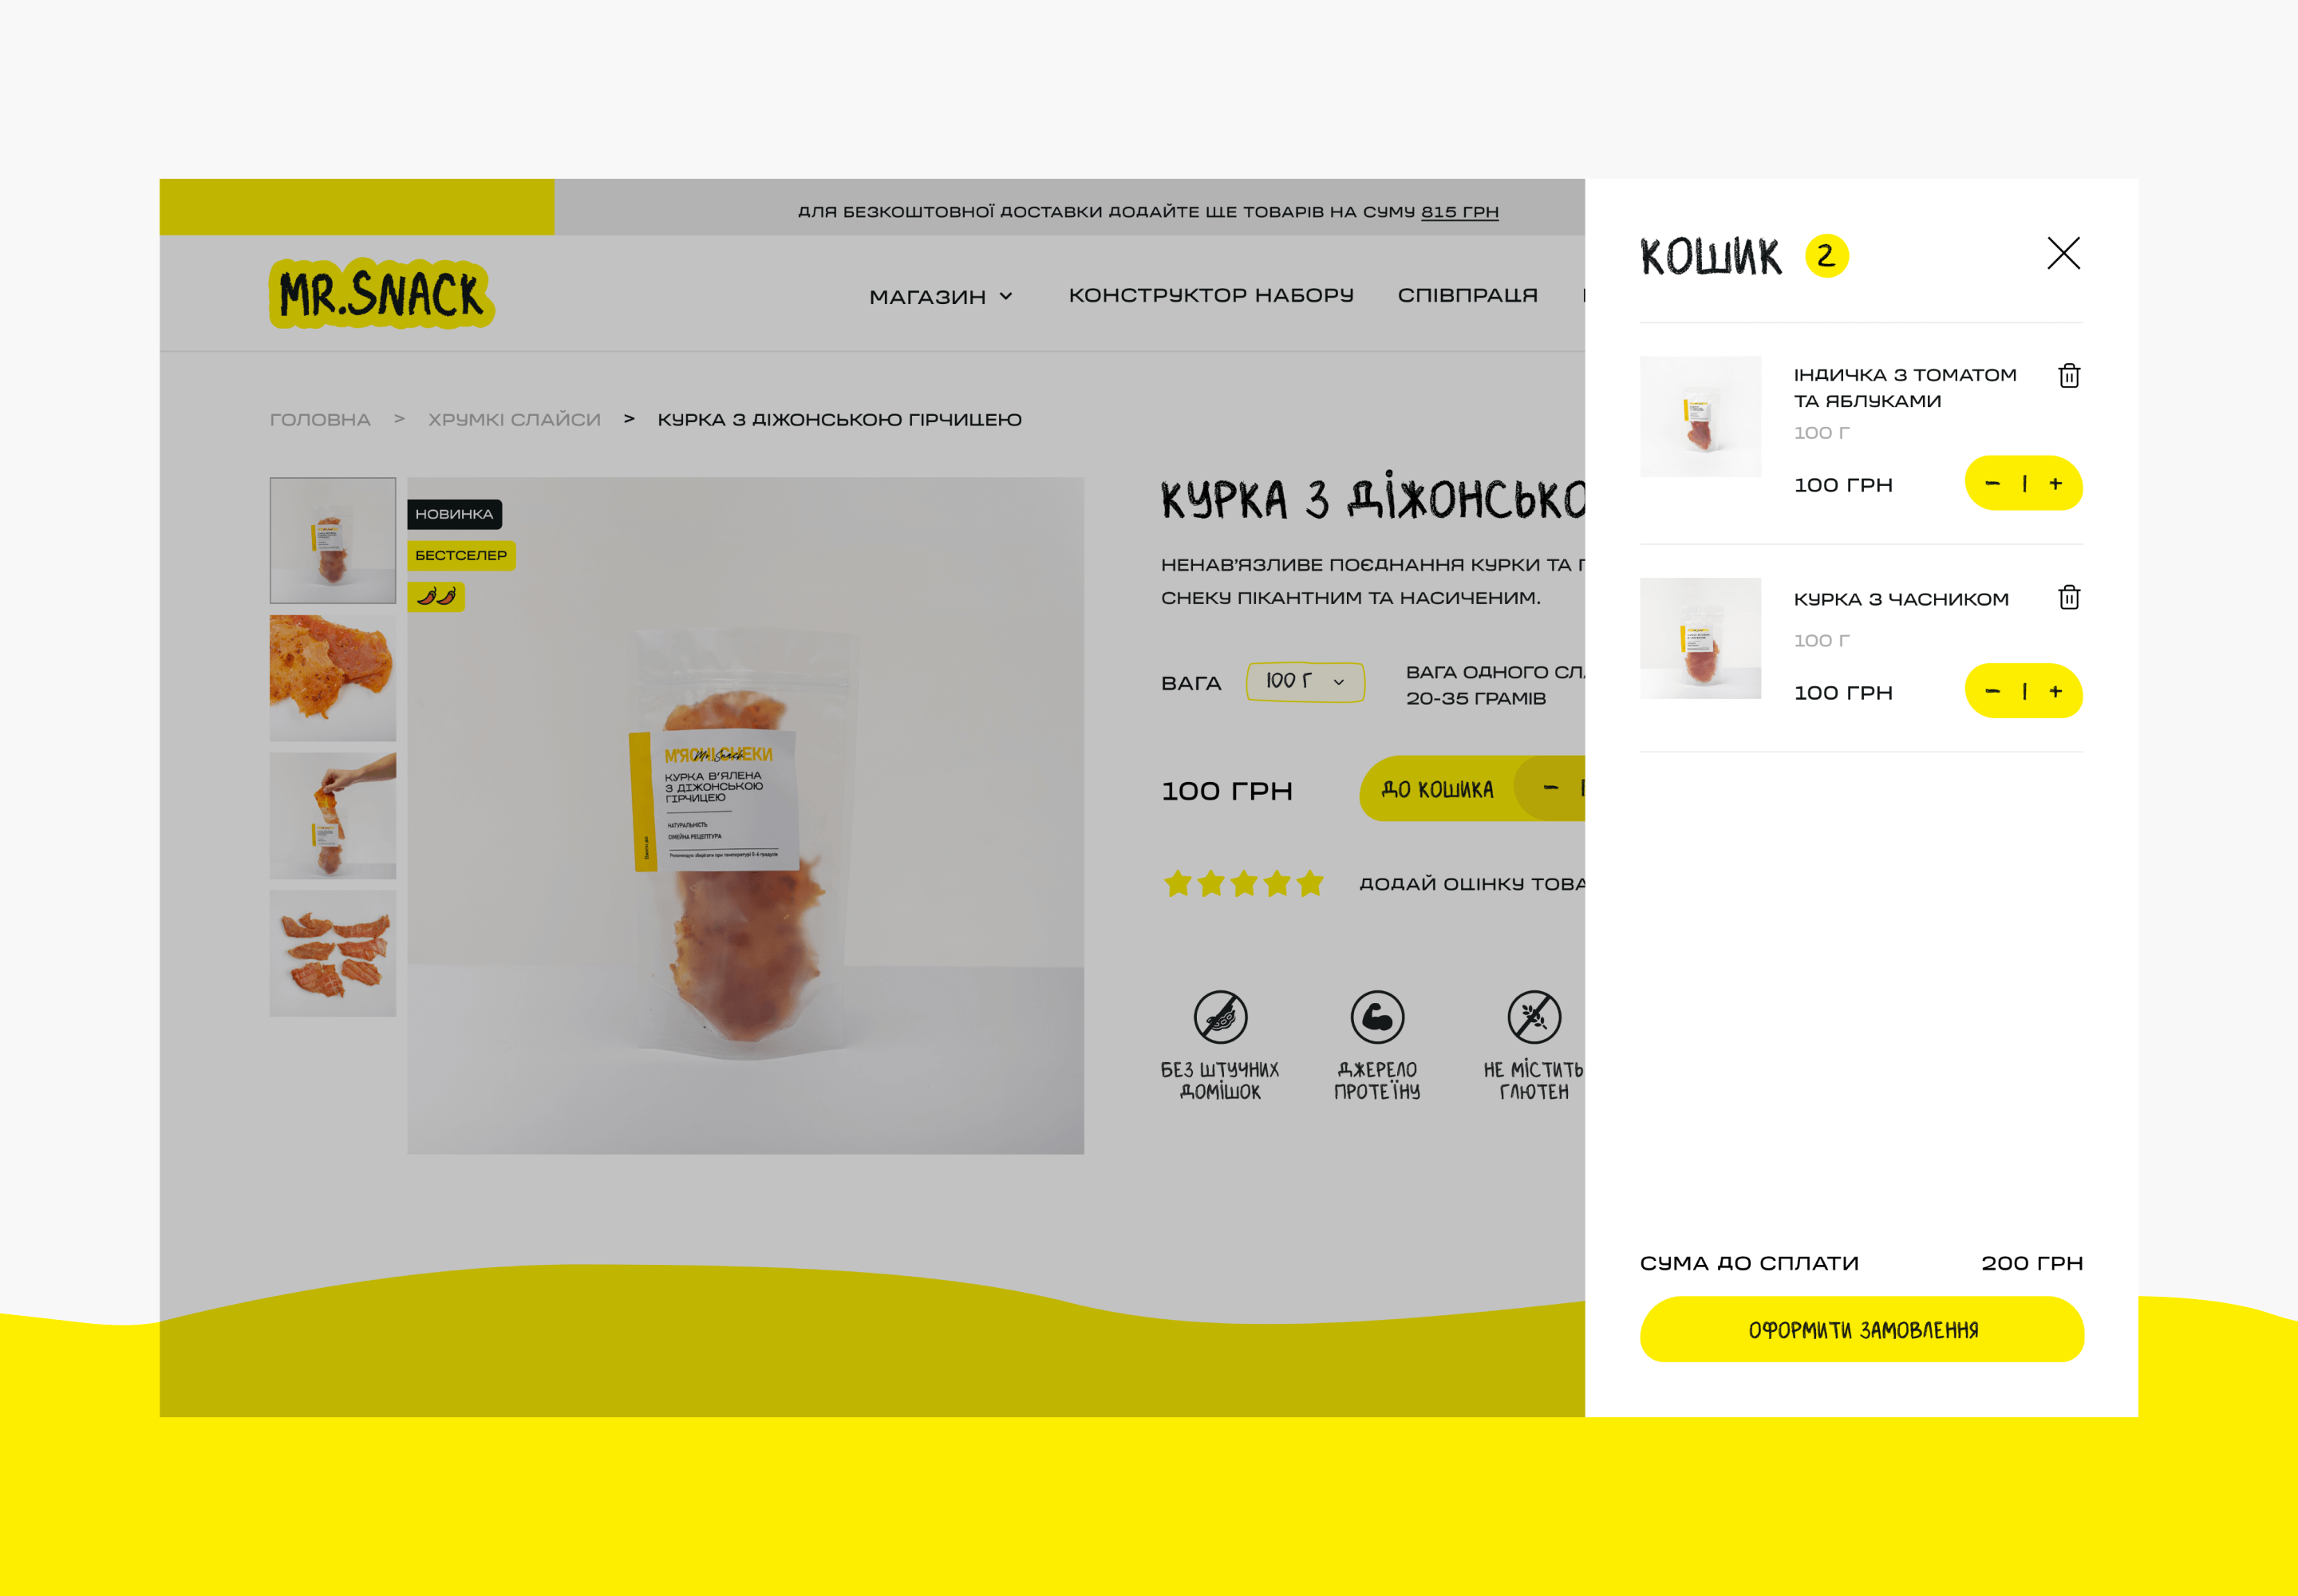 ДЛЯ БЕЗКОШТОВНОЇ ДОСТАВКИ ДОДАЙТЕ ЩЕ ТОВАРІВ НА СУМУ 815 ГРН
MR.SNACK
МАГАЗИН
КОНСТРУКТОР НАБОРУ
СПІВПРАЦЯ
ГОЛОВНА > ХРУМКІ СЛАЙСИ > КУРКА З ДІЖОНСЬКОЮ ГІРЧИЦЕЮ
НОВИНКА
БЕСТСЕЛЕР
М'ЯСНІ СНЕКИ
Mr. Snack
КУРКА В'ЯЛЕНА
З ДІЖОНСЬКОЮ
ГІРЧИЦЕЮ
НАТУРАЛЬНІСТЬ
СІМЕЙНА РЕЦЕПТУРА
КУРКА З ДІЖОНСЬКО
НЕНАВ'ЯЗЛИВЕ ПОЄДНАННЯ КУРКИ ТА
СНЕКУ ПІКАНТНИМ ТА НАСИЧЕНИМ.
ВАГА
100 Г
ВАГА ОДНОГО СЛ
20-35 ГРАМІВ
100 ГРН
ДО КОШИКА
–
ДОДАЙ ОЦІНКУ ТОВА
БЕЗ ШТУЧНИХ
ДОМІШОК
ДЖЕРЕЛО
ПРОТЕЇНУ
НЕ МІСТИТЬ
ГЛЮТЕН
КОШИК 2
ІНДИЧКА З ТОМАТОМ
ТА ЯБЛУКАМИ
100 Г
100 ГРН
– 1 +
КУРКА З ЧАСНИКОМ
100 Г
100 ГРН
– 1 +
СУМА ДО СПЛАТИ
200 ГРН
ОФОРМИТИ ЗАМОВЛЕННЯ